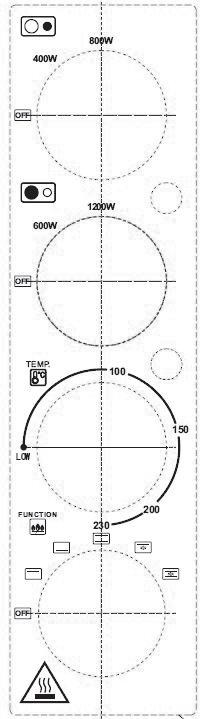 800W
400W
OFF
1200W
600W
OFF
TEMP.
°C
100
150
LOW
200
FUNCTION
230
OFF